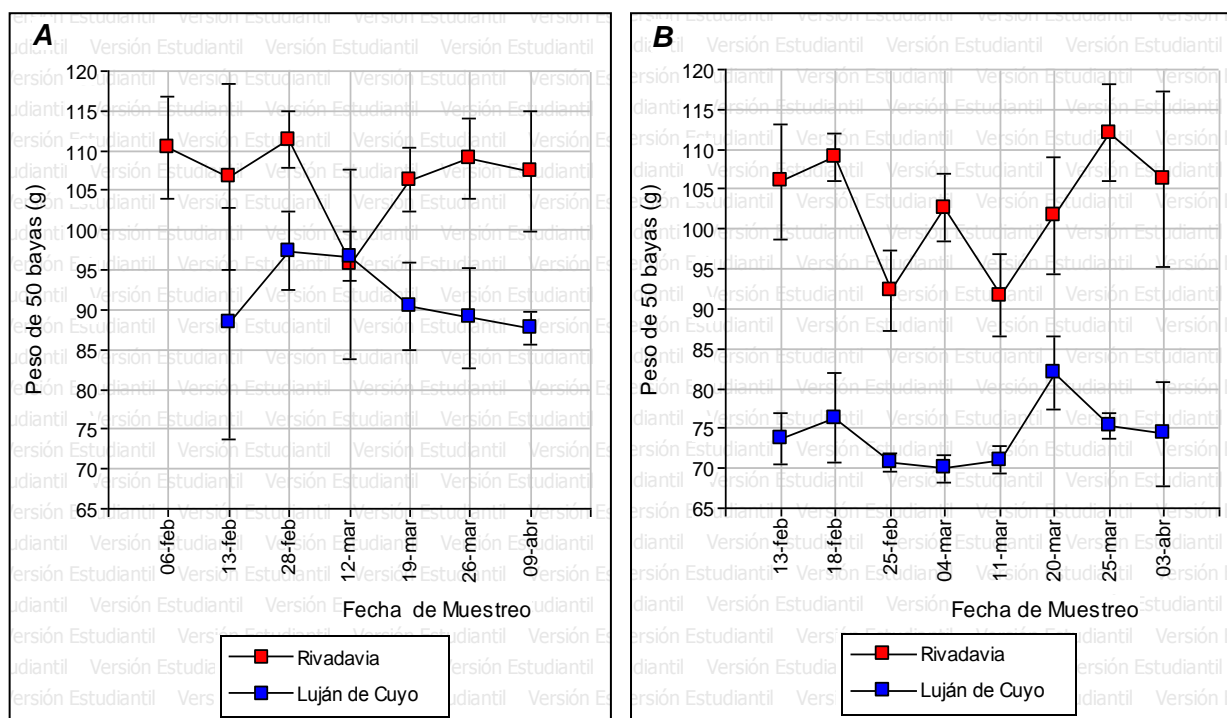 A
Peso de 50 bayas (g)
120
115
110
105
100
95
90
85
80
75
70
65
06-feb
13-feb
28-feb
12-mar
19-mar
26-mar
09-abr
Fecha de Muestreo
Rivadavia
Luján de Cuyo
B
Peso de 50 bayas (g)
120
115
110
105
100
95
90
85
80
75
70
65
13-feb
18-feb
25-feb
04-mar
11-mar
20-mar
25-mar
03-abr
Fecha de Muestreo
Rivadavia
Luján de Cuyo
Versión Estudiantil